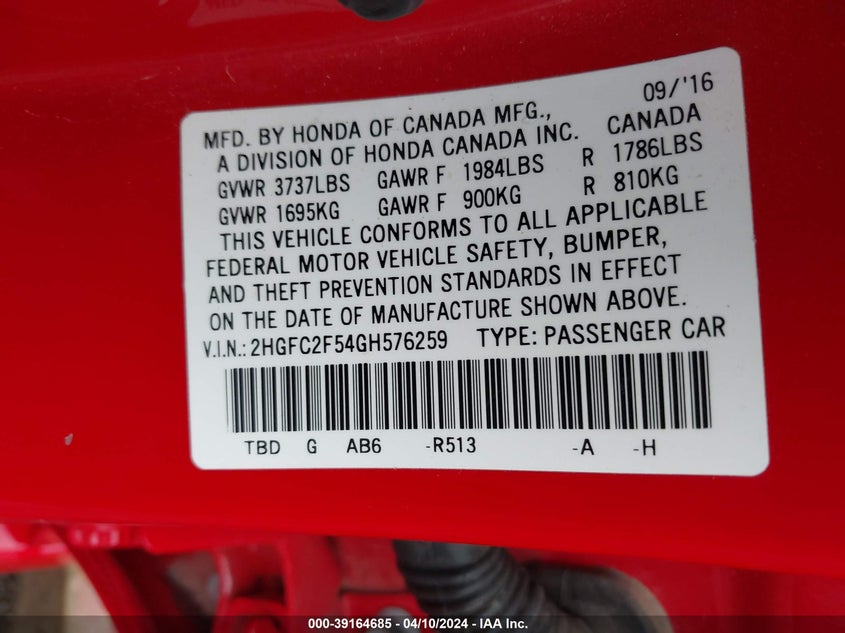 09/'16
MFD. BY HONDA OF CANADA MFG.,
A DIVISION OF HONDA CANADA INC. CANADA
GVWR 3737LBS GAWR F 1984LBS R 1786LBS
GVWR 1695KG GAWR F 900KG R 810KG
THIS VEHICLE CONFORMS TO ALL APPLICABLE
FEDERAL MOTOR VEHICLE SAFETY, BUMPER,
AND THEFT PREVENTION STANDARDS IN EFFECT
ON THE DATE OF MANUFACTURE SHOWN ABOVE.
V.I.N.: 2HGFC2F54GH576259 TYPE: PASSENGER CAR
TBD G AB6 -R513 -A -H
000-39164685 - 04/10/2024 - IAA Inc.